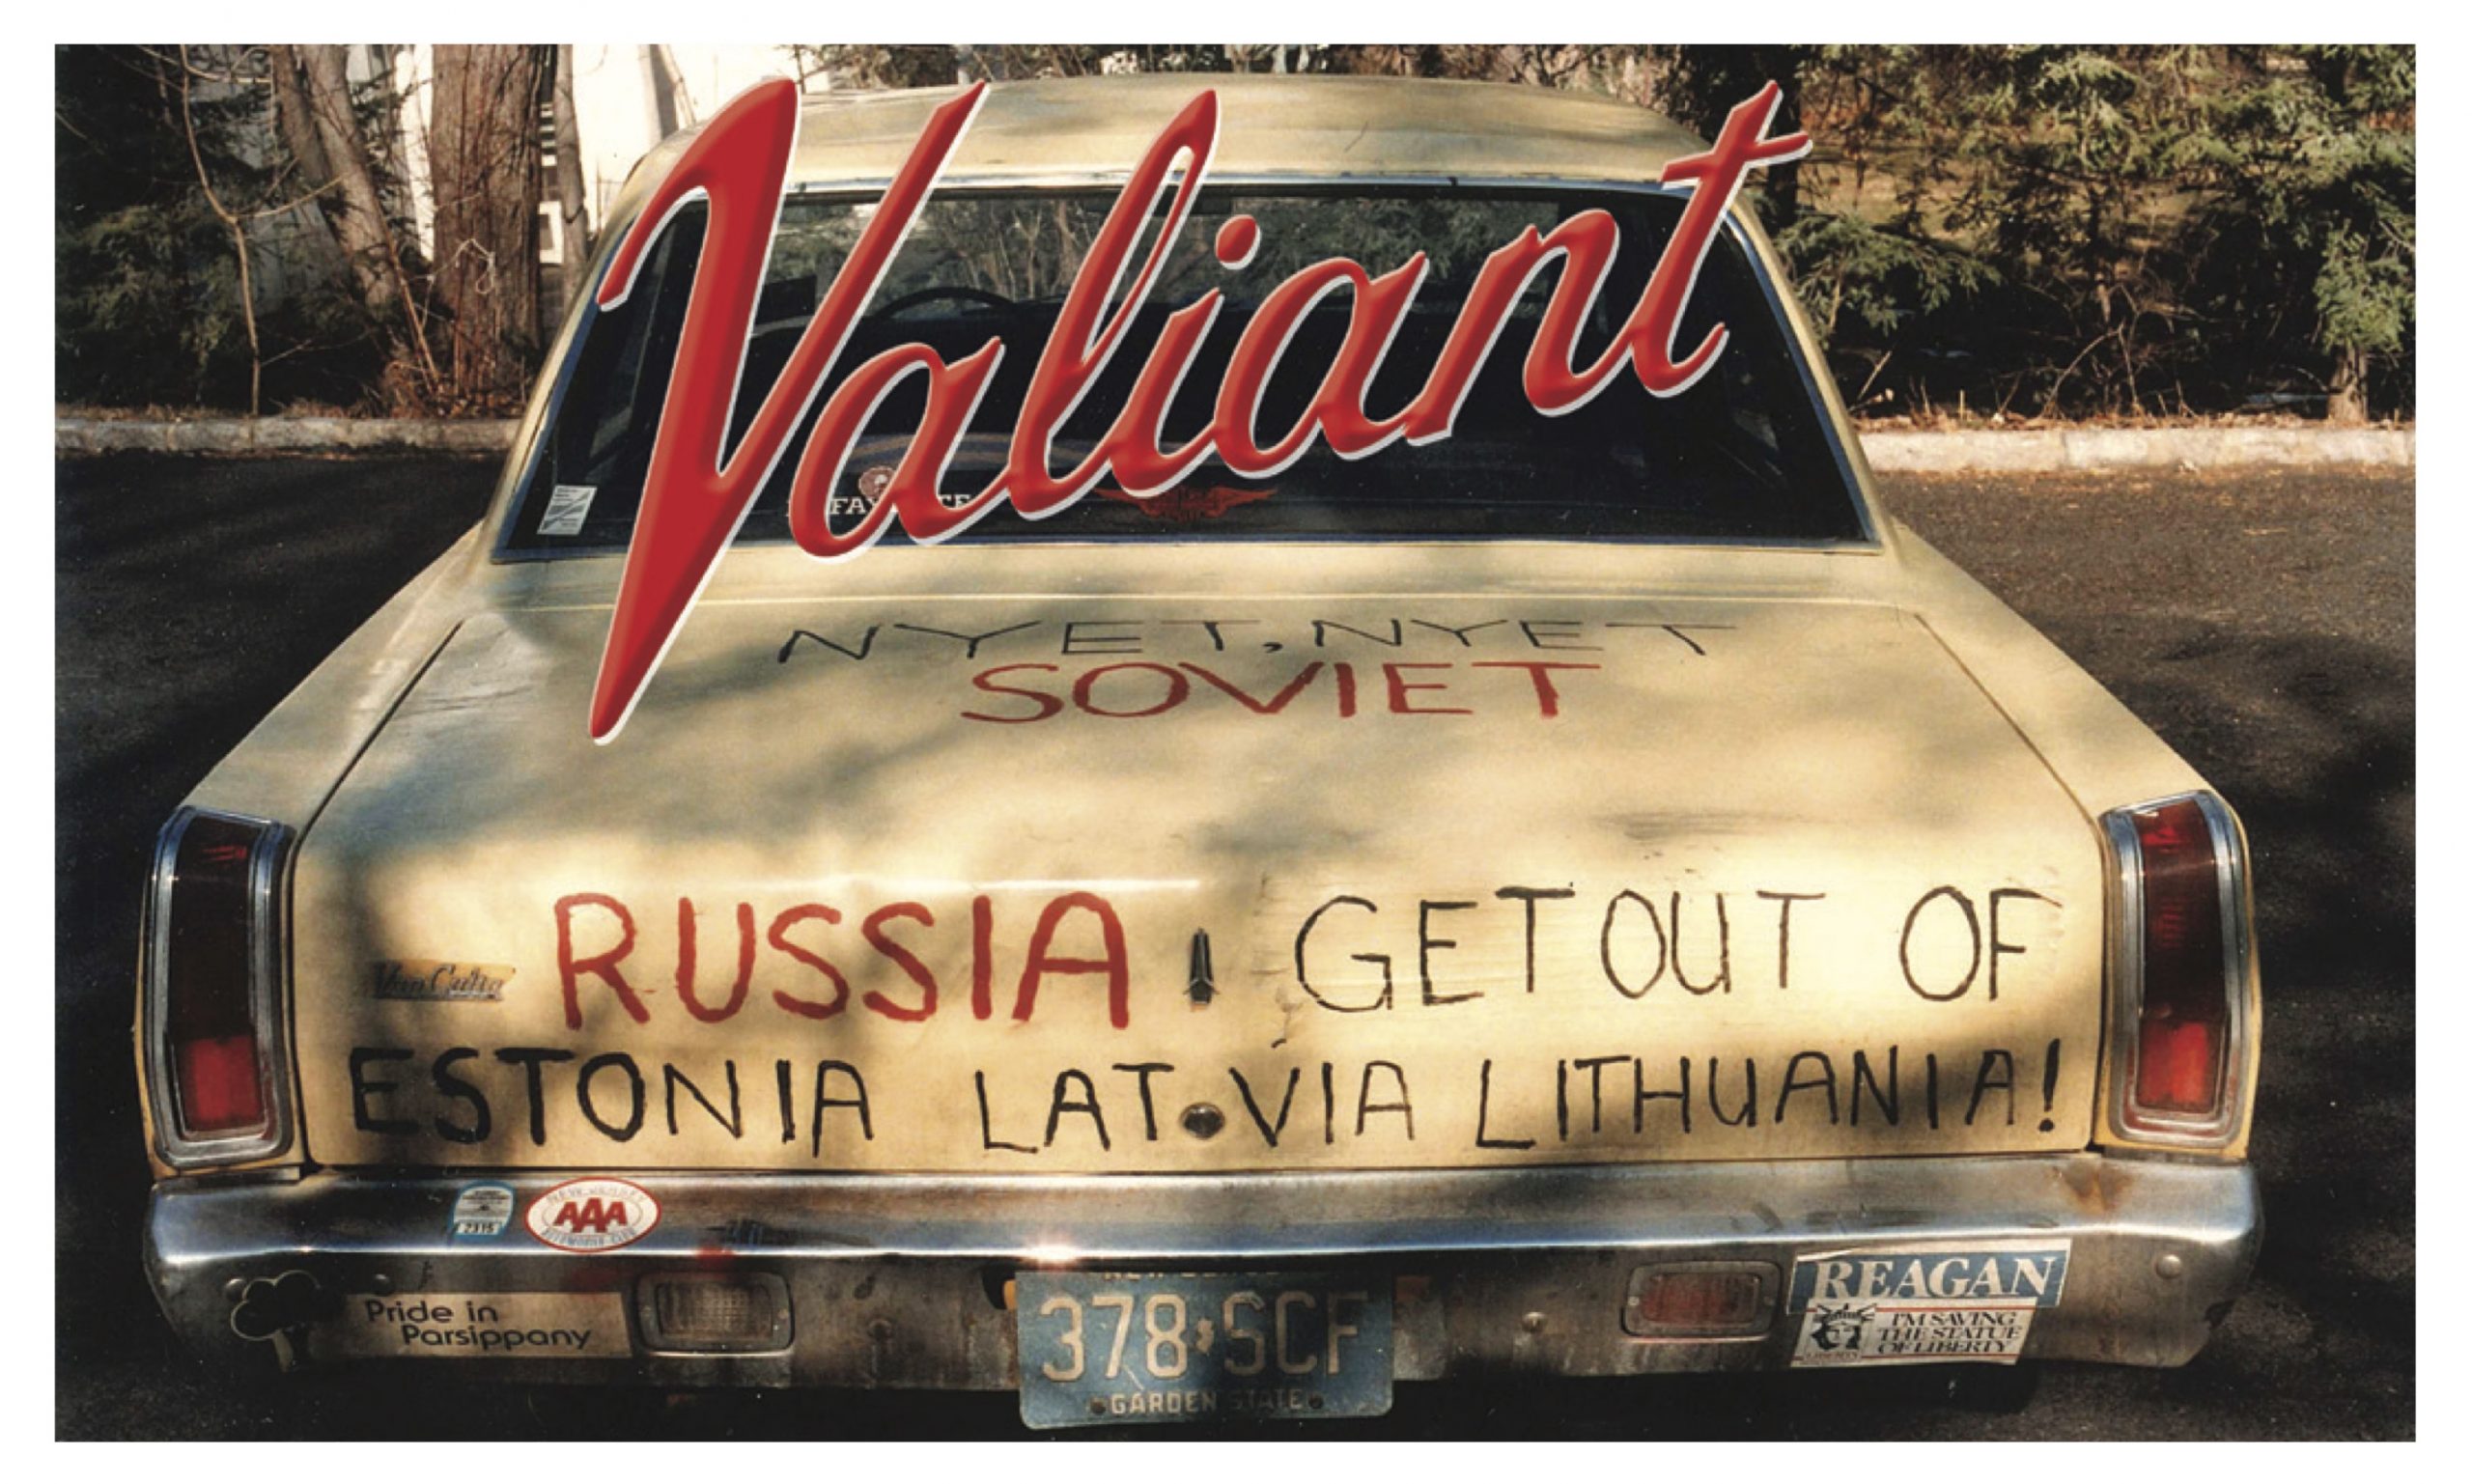 Valiant
NYET, NYET
SOVIET
RUSSIA GET OUT OF
ESTONIA LATVIA LITHUANIA!
2315
AAA
REAGAN
Pride in
Parsippany
I'M SAVING
THE STATUE
OF LIBERTY
378 SCF
GARDEN STATE